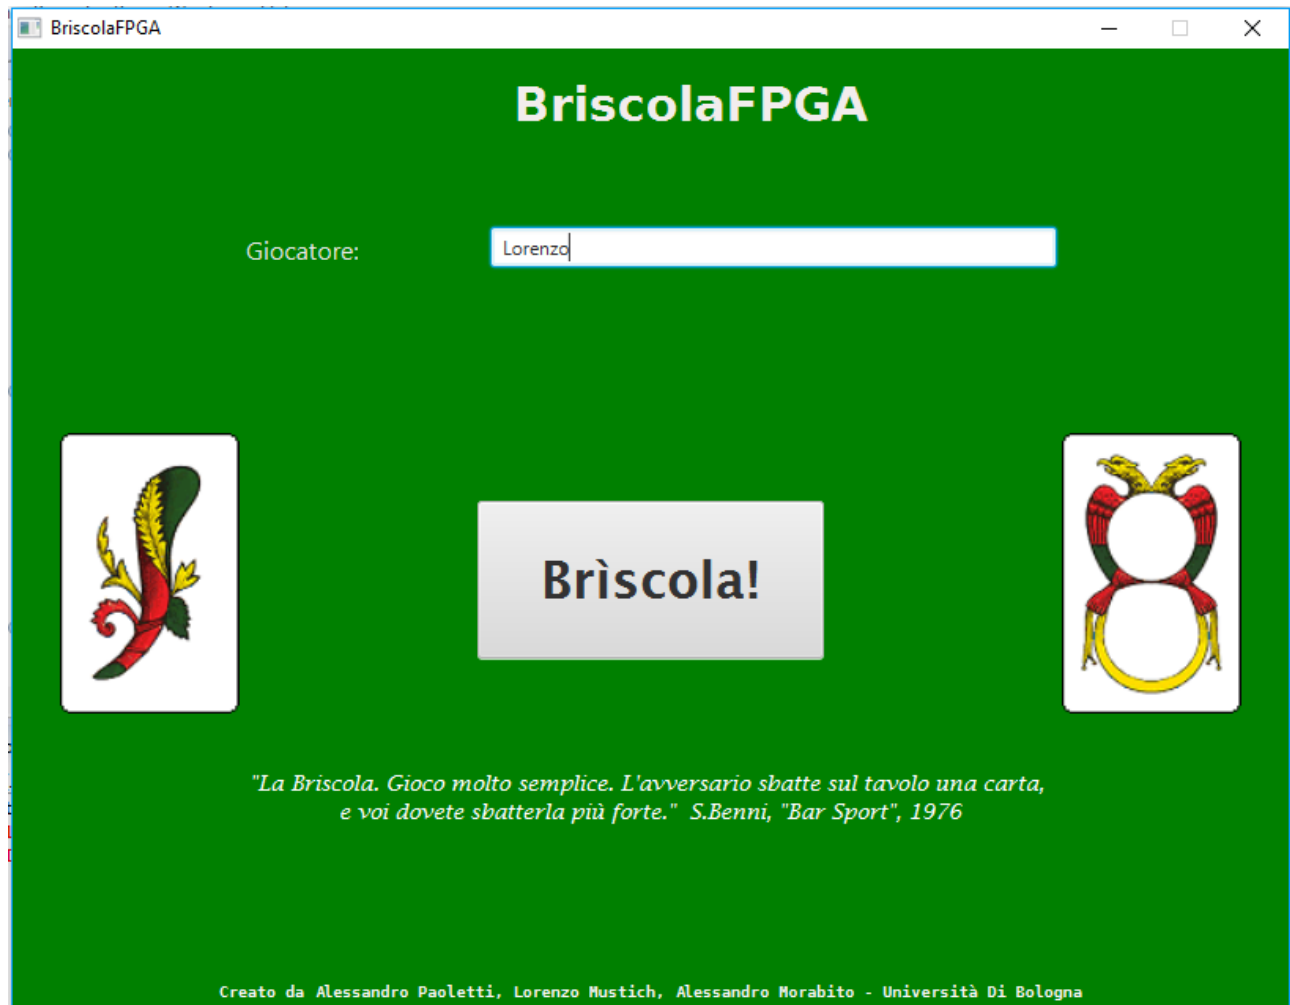 BriscolaFPGA
BriscolaFPGA
Giocatore: Lorenzo
Brìscola!
"La Briscola. Gioco molto semplice. L'avversario sbatte sul tavolo una carta,
e voi dovete sbatterla più forte." S.Benni, "Bar Sport", 1976
Creato da Alessandro Paoletti, Lorenzo Mustich, Alessandro Morabito - Università Di Bologna